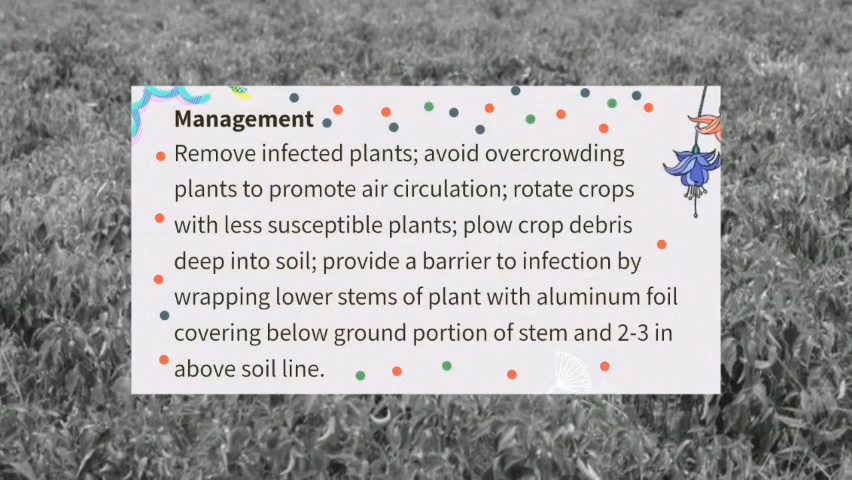 Management
Remove infected plants; avoid overcrowding
plants to promote air circulation; rotate crops
with less susceptible plants; plow crop debris
deep into soil; provide a barrier to infection by
wrapping lower stems of plant with aluminum foil
covering below ground portion of stem and 2-3 in
above soil line.